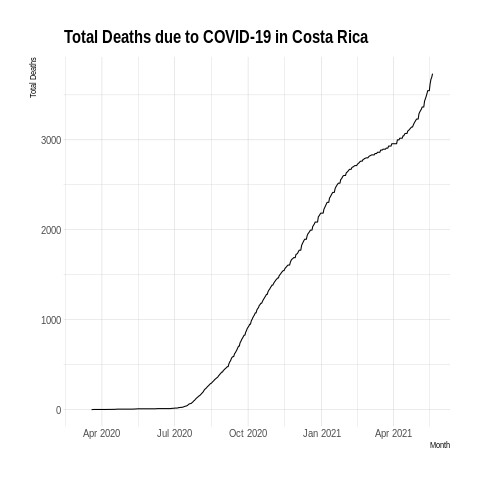 Total Deaths due to COVID-19 in Costa Rica
Total Deaths
3000
2000
1000
0
Apr 2020 Jul 2020 Oct 2020 Jan 2021 Apr 2021
Month